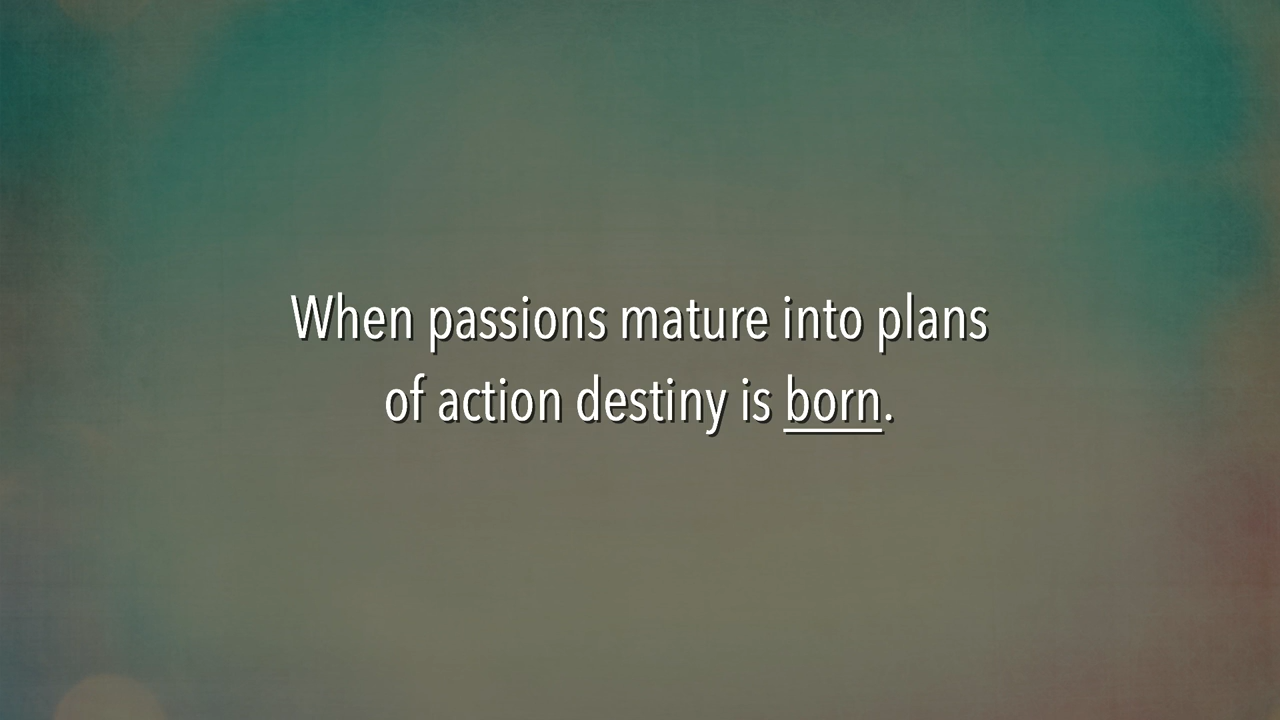 When passions mature into plans
of action destiny is born.